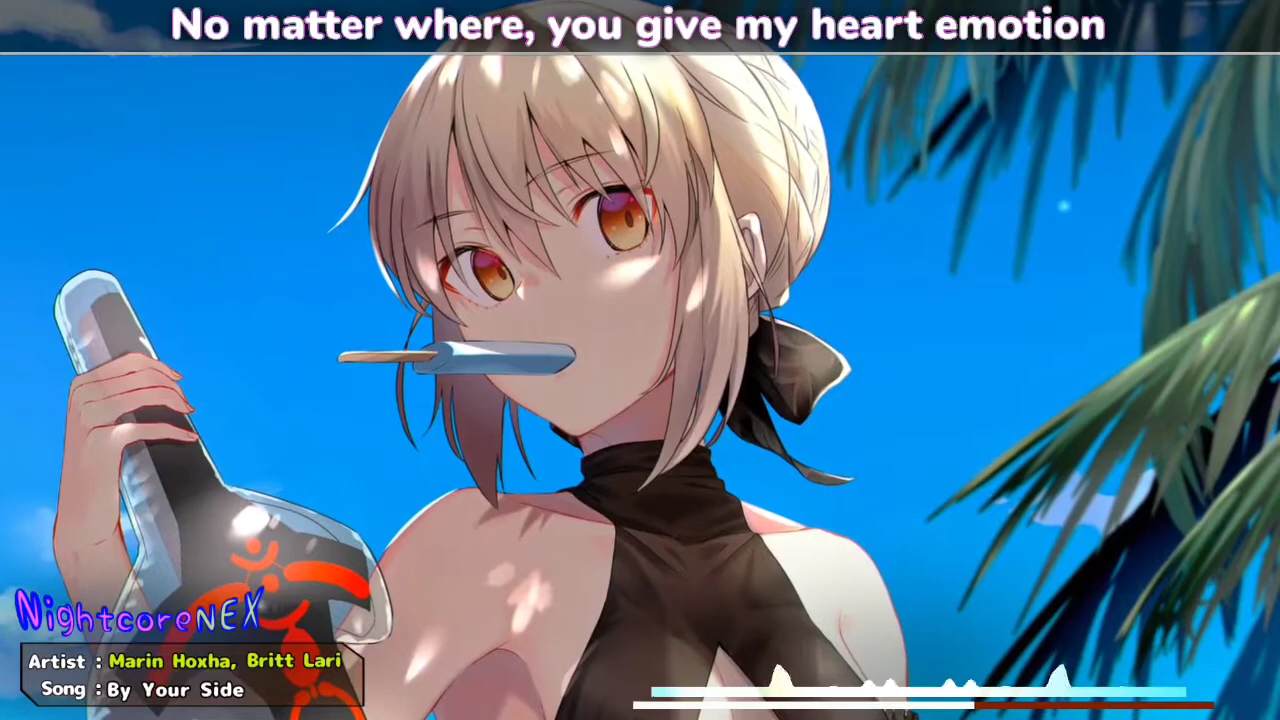 No matter where, you give my heart emotion
NightcoreNEX
Artist : Marin Hoxha, Britt Lari
Song : By Your Side